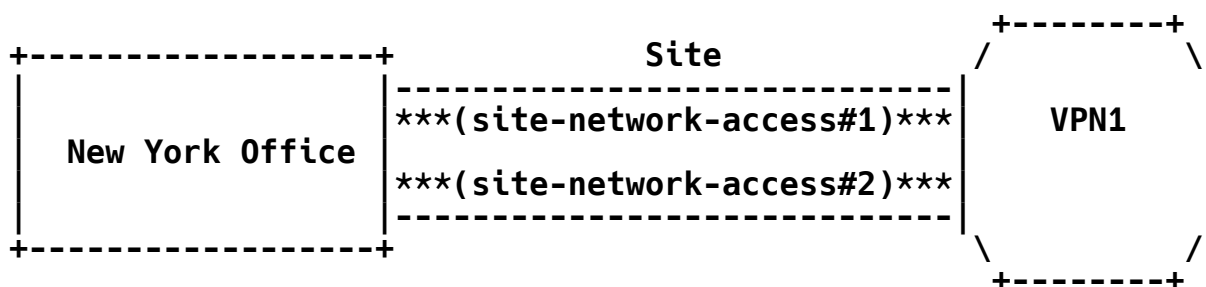 Site
***(site-network-access#1)*** VPN1
New York Office
***(site-network-access#2)***